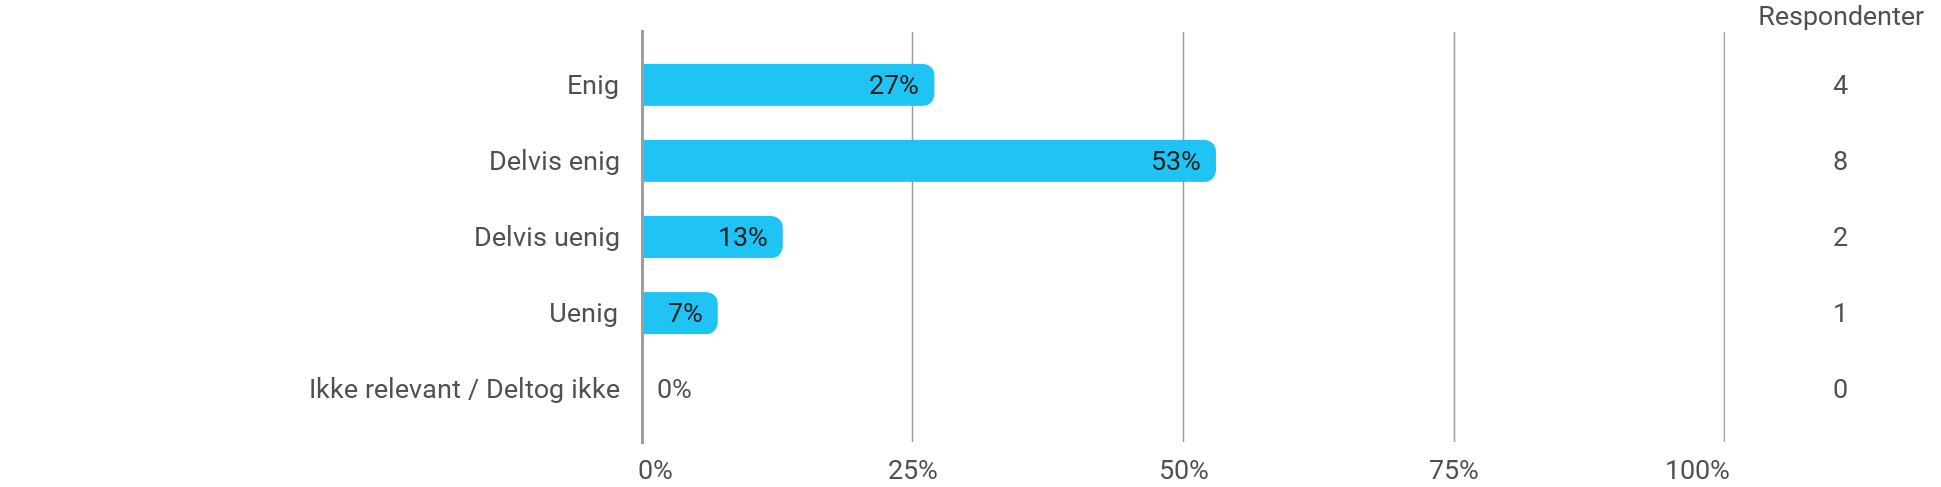 Respondenter
Enig 27% 4
Delvis enig 53% 8
Delvis uenig 13% 2
Uenig 7% 1
Ikke relevant / Deltog ikke 0% 0
0% 25% 50% 75% 100%